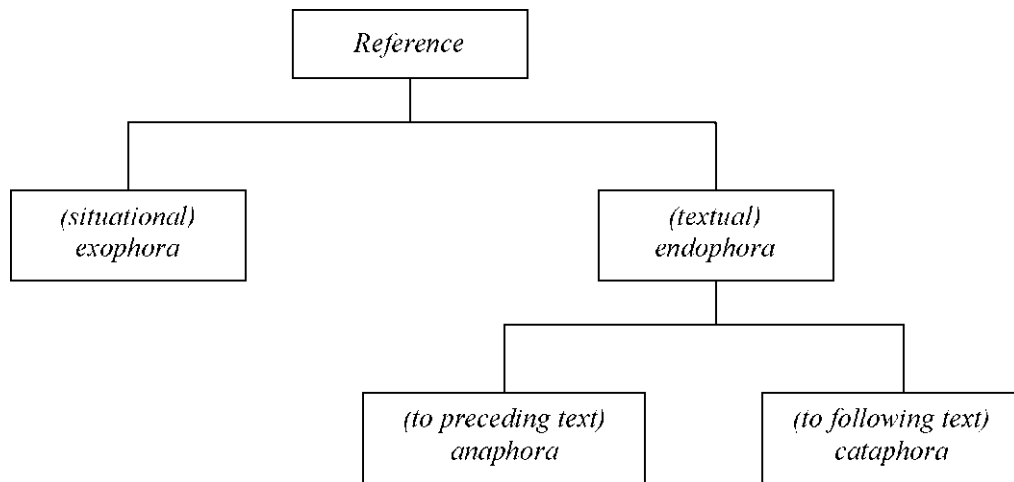 Reference
(situational)
exophora
(textual)
endophora
(to preceding text)
anaphora
(to following text)
cataphora